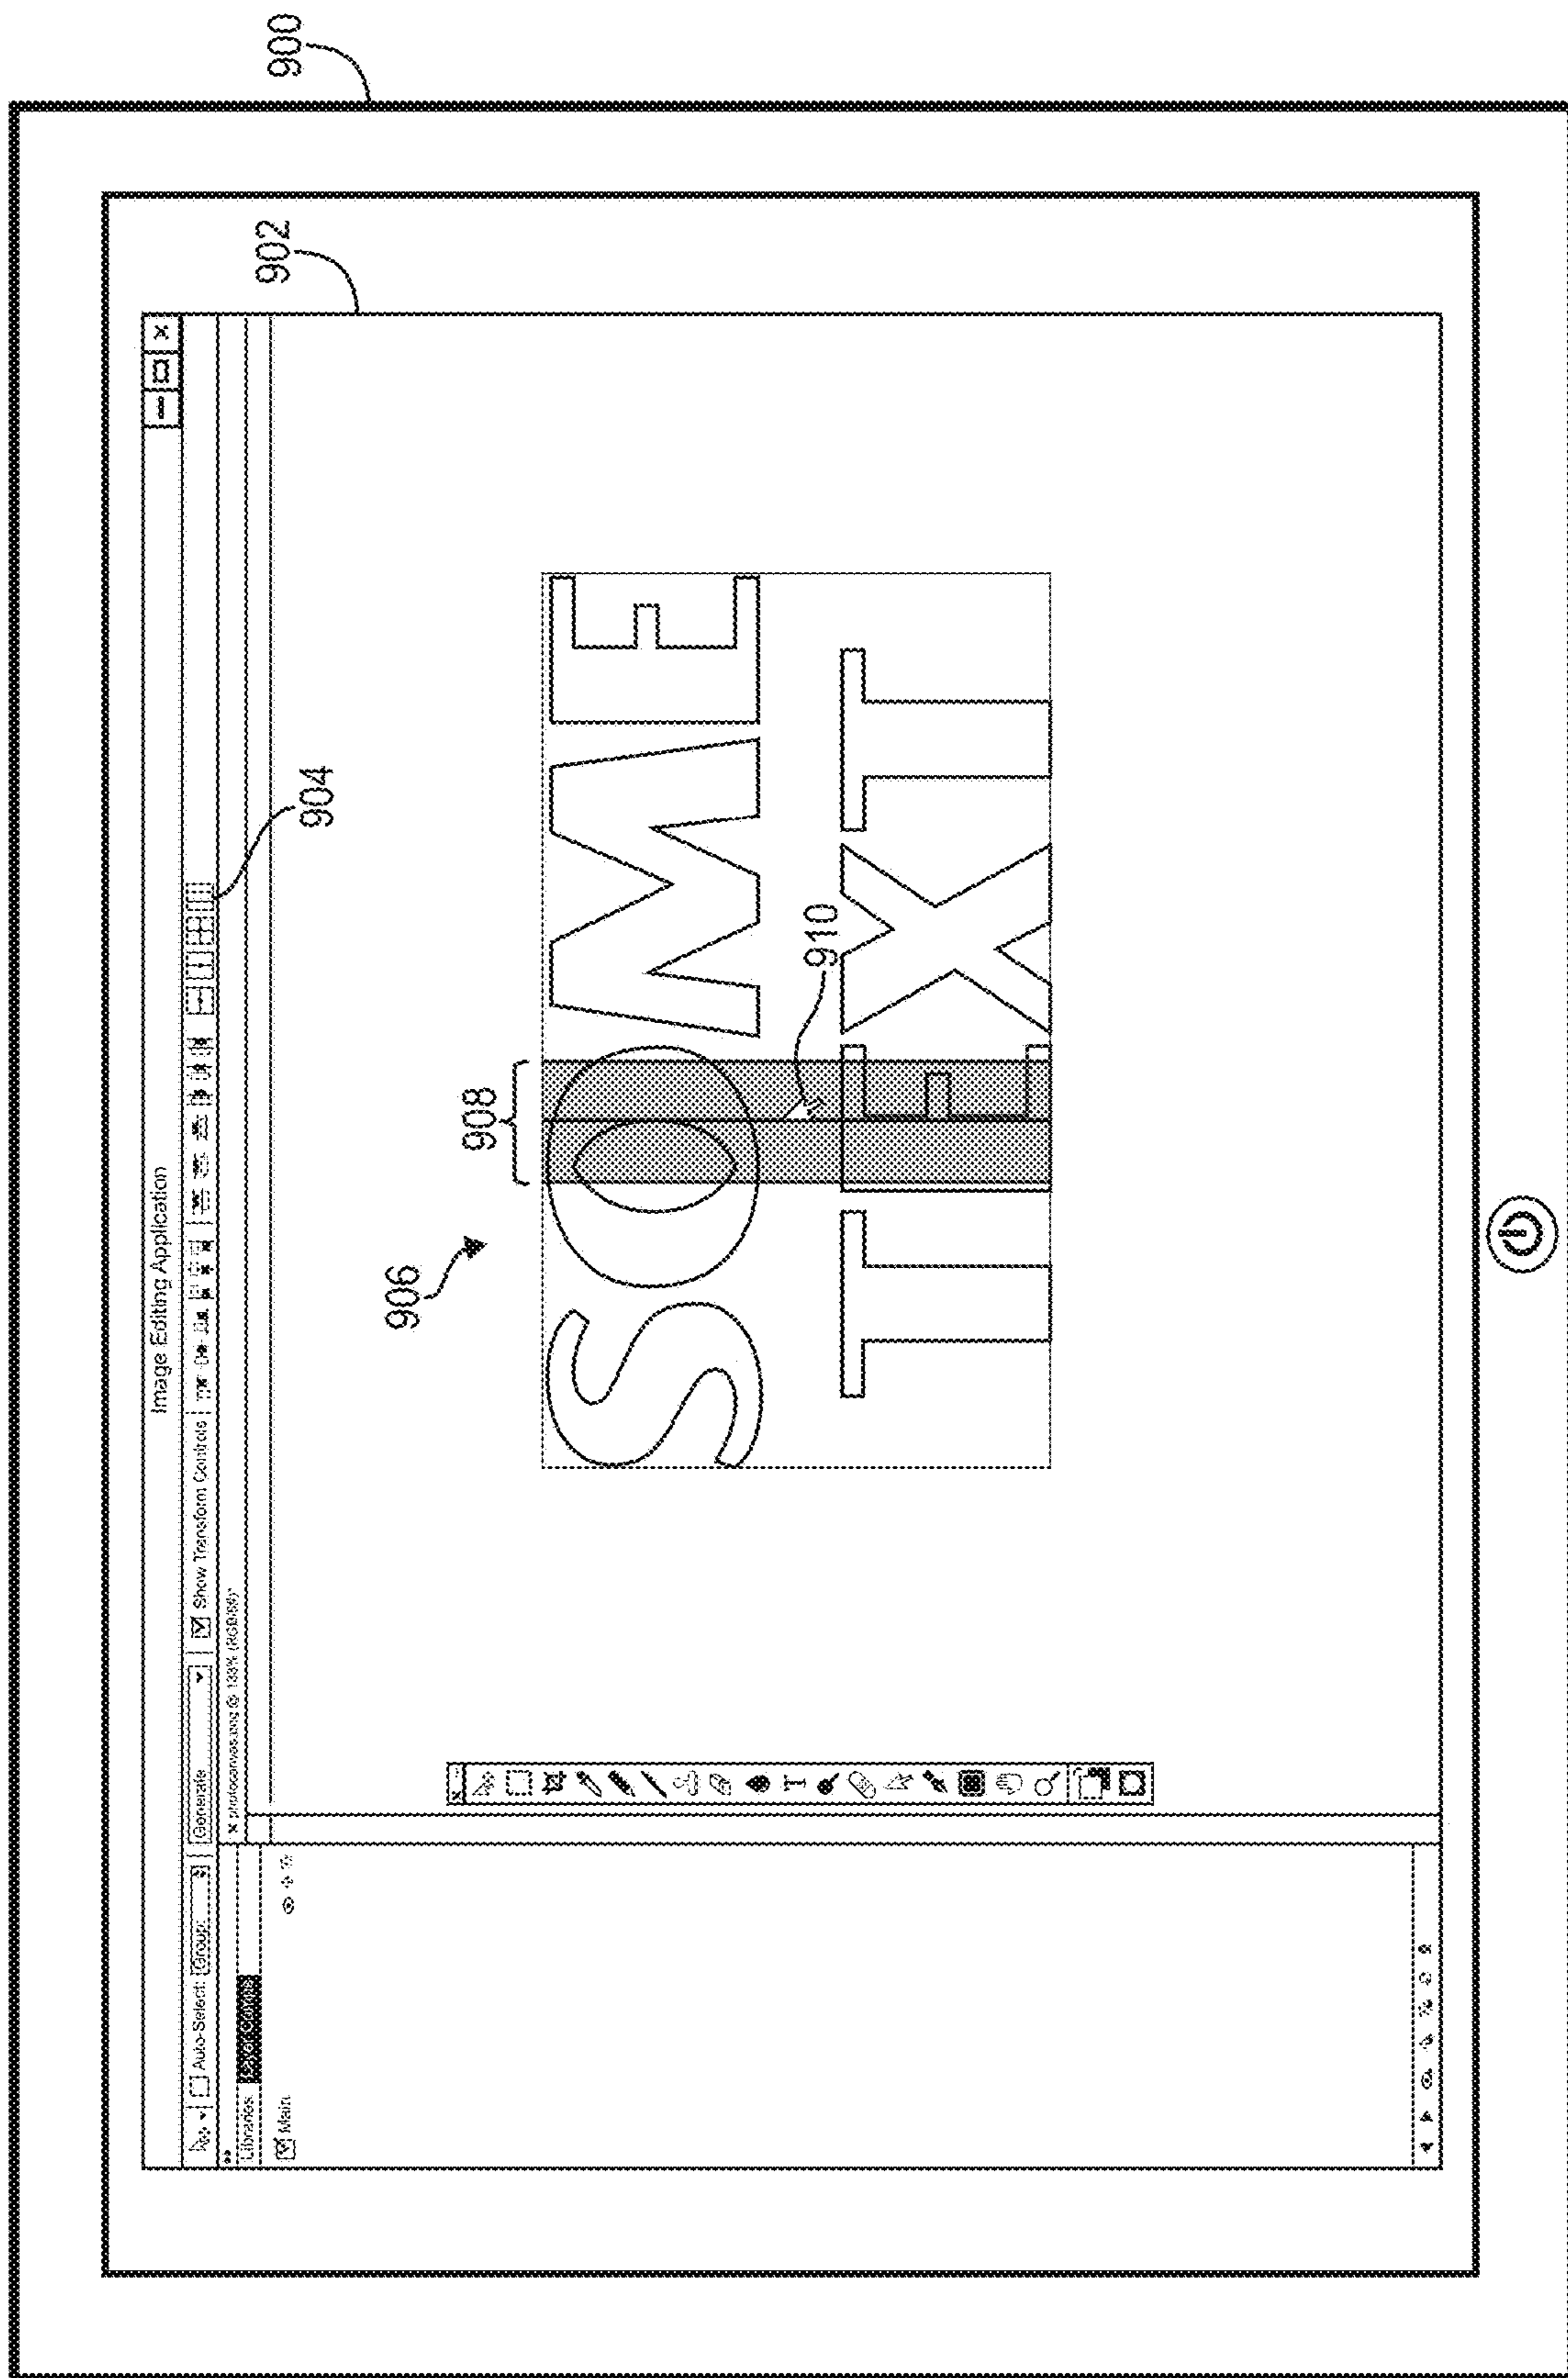 900
902
Image Editing Application
Auto-Select: Group
Generate
Show Transform Controls
904
Libraries
Main
906
908
SOME
910
TEXT